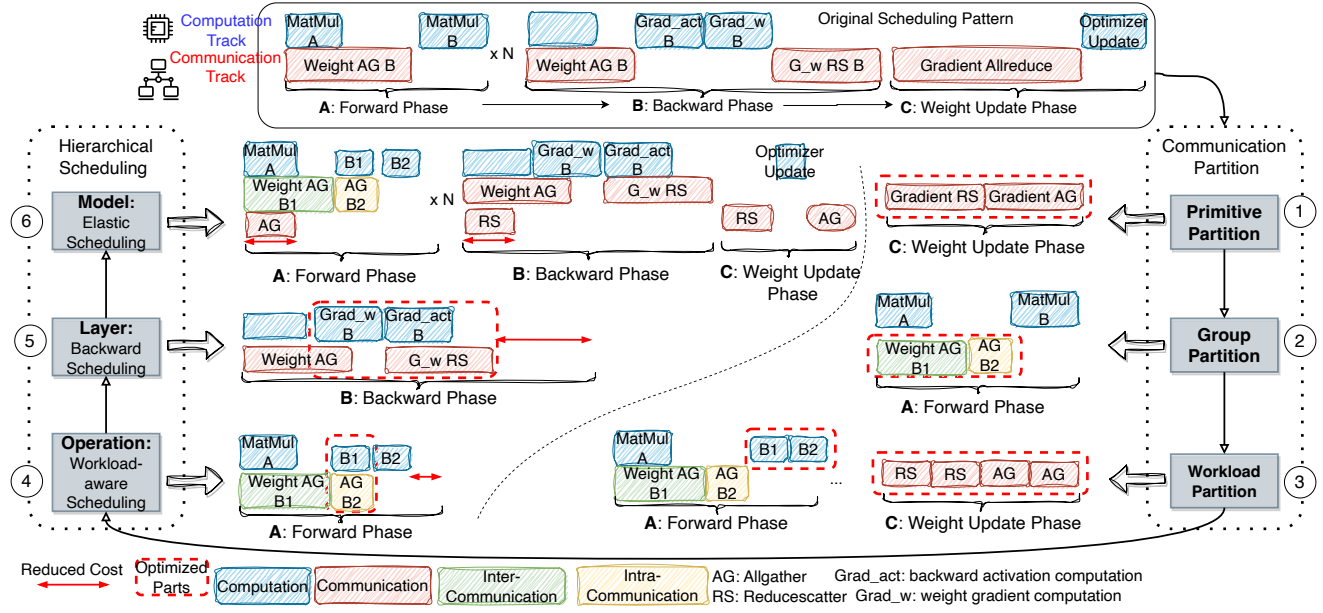 Computation
Track
Communication
Track
Original Scheduling Pattern
MatMul
A
MatMul
B
Weight AG B
x N
Grad_act
B
Grad_w
B
Weight AG B
G_w RS B
Optimizer
Update
Gradient Allreduce
A: Forward Phase
B: Backward Phase
C: Weight Update Phase
Hierarchical
Scheduling
6
Model:
Elastic
Scheduling
5
Layer:
Backward
Scheduling
4
Operation:
Workload-
aware
Scheduling
MatMul
A
B1
B2
Weight AG
B1
AG
B2
AG
x N
A: Forward Phase
Grad_w
B
Grad_act
B
Weight AG
G_w RS
RS
B: Backward Phase
Optimizer
Update
RS
AG
C: Weight Update
Phase
Grad_w
B
Grad_act
B
Weight AG
G_w RS
B: Backward Phase
MatMul
A
B1
B2
Weight AG
B1
AG
B2
A: Forward Phase
Communication
Partition
1
Primitive
Partition
2
Group
Partition
3
Workload
Partition
Gradient RS
Gradient AG
C: Weight Update Phase
MatMul
A
MatMul
B
Weight AG
B1
AG
B2
A: Forward Phase
MatMul
A
B1
B2
Weight AG
B1
AG
B2
...
A: Forward Phase
RS
RS
AG
AG
C: Weight Update Phase
Reduced Cost
Optimized
Parts
Computation
Communication
Inter-
Communication
Intra-
Communication
AG: Allgather
RS: Reducescatter
Grad_act: backward activation computation
Grad_w: weight gradient computation